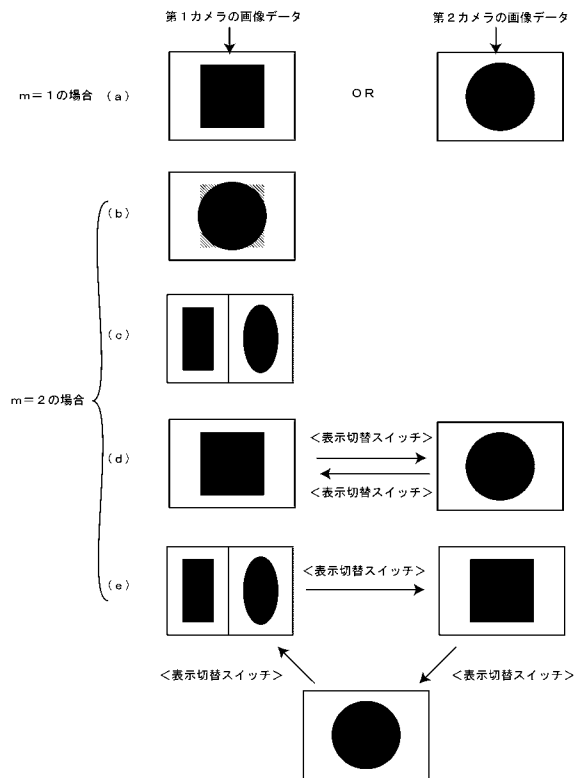 第１カメラの画像データ
第２カメラの画像データ
ｍ＝１の場合
（ａ）
ＯＲ
（ｂ）
（ｃ）
ｍ＝２の場合
（ｄ）
＜表示切替スイッチ＞
＜表示切替スイッチ＞
（ｅ）
＜表示切替スイッチ＞
＜表示切替スイッチ＞
＜表示切替スイッチ＞